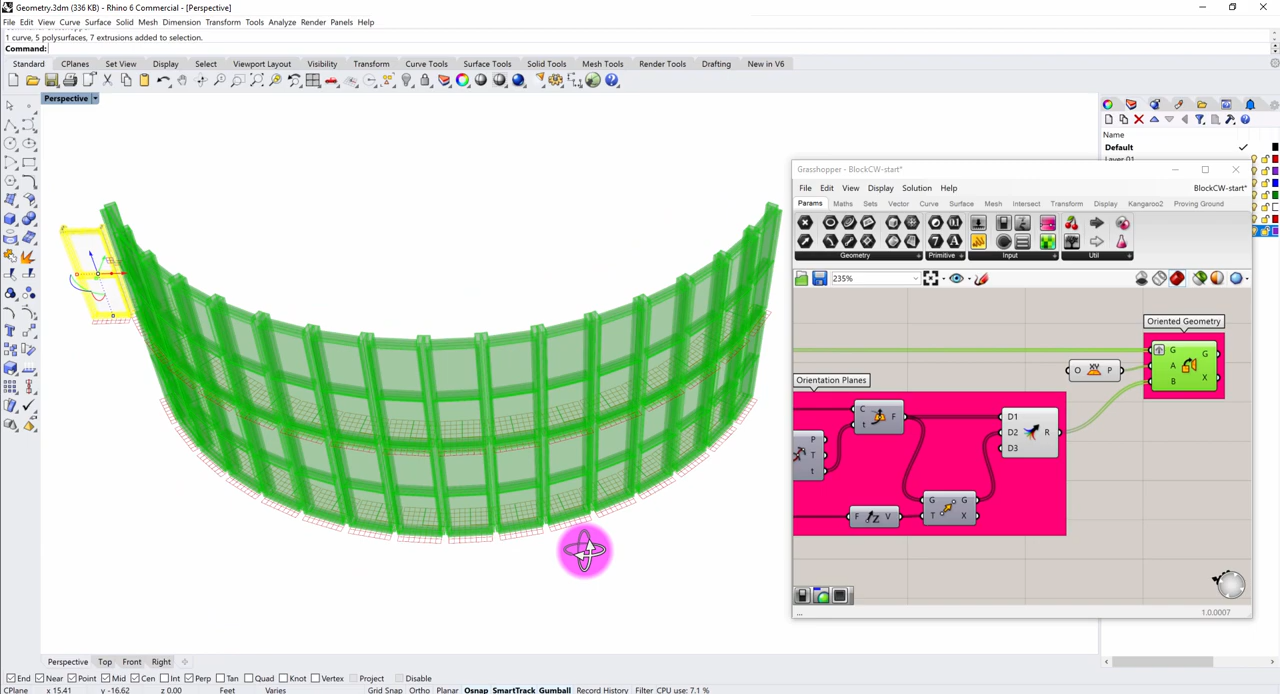 Geometry.3dm (336 KB) - Rhino 6 Commercial - [Perspective]
File Edit View Curve Surface Solid Mesh Dimension Transform Tools Analyze Render Panels Help
1 curve, 5 polysurfaces, 7 extrusions added to selection.
Command:
Standard CPlanes Set View Display Select Viewport Layout Visibility Transform Curve Tools Surface Tools Solid Tools Mesh Tools Render Tools Drafting New in V6
Perspective
Name
Default
Grasshopper - BlockCW-start*
File Edit View Display Solution Help BlockCW-start*
Params Maths Sets Vector Curve Surface Mesh Intersect Transform Display Kangaroo2 Proving Ground
Geometry Primitive Input Util
235%
Oriented Geometry
G G
O XY P A
B X
Orientation Planes
C F D1
t D2 R
P D3
T
t
G G
F Z V T X
1.0.0007
Perspective Top Front Right
End Near Point Mid Cen Int Perp Tan Quad Knot Vertex Project Disable
CPlane x 15.41 y -16.62 z 0.00 Feet Varies Grid Snap Ortho Planar Osnap SmartTrack Gumball Record History Filter CPU use: 7.1 %